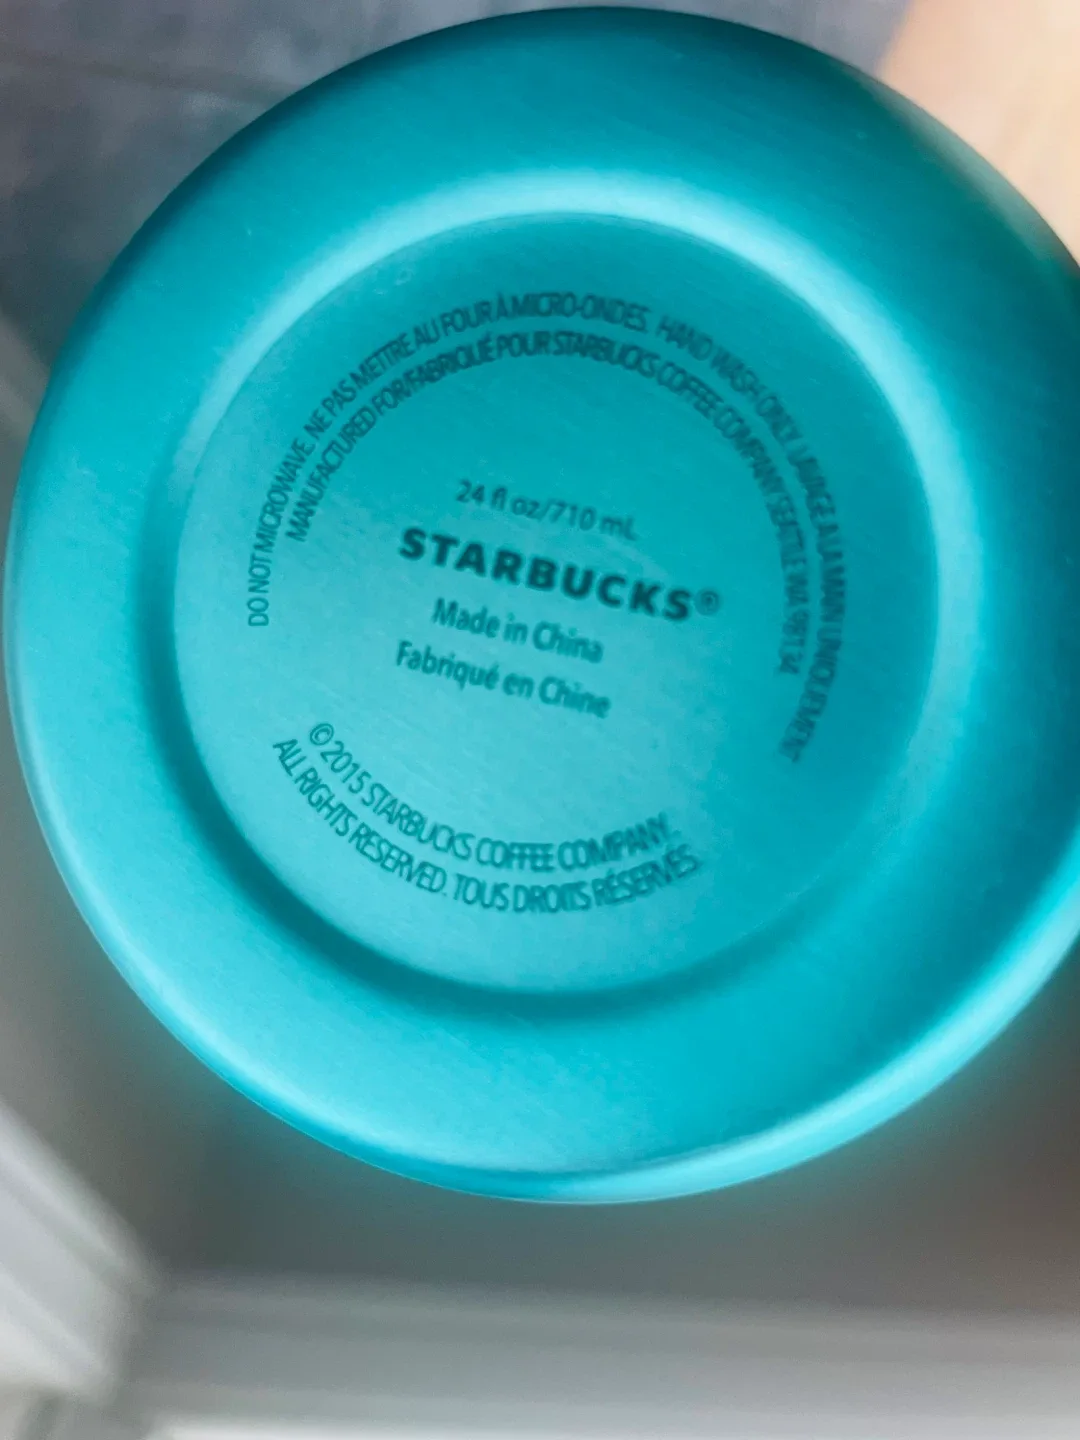 DO NOT MICROWAVE. NE PAS METTRE AU FOUR À MICRO-ONDES. HAND WASH ONLY. LAVAGE A LA MAIN UNIQUEMENT
MANUFACTURED FOR/FABRIQUÉ POUR STARBUCKS COFFEE COMPANY SEATTLE WA 98134.
24 fl oz/710 mL
STARBUCKS®
Made in China
Fabriqué en Chine
© 2015 STARBUCKS COFFEE COMPANY.
ALL RIGHTS RESERVED. TOUS DROITS RÉSERVÉS.